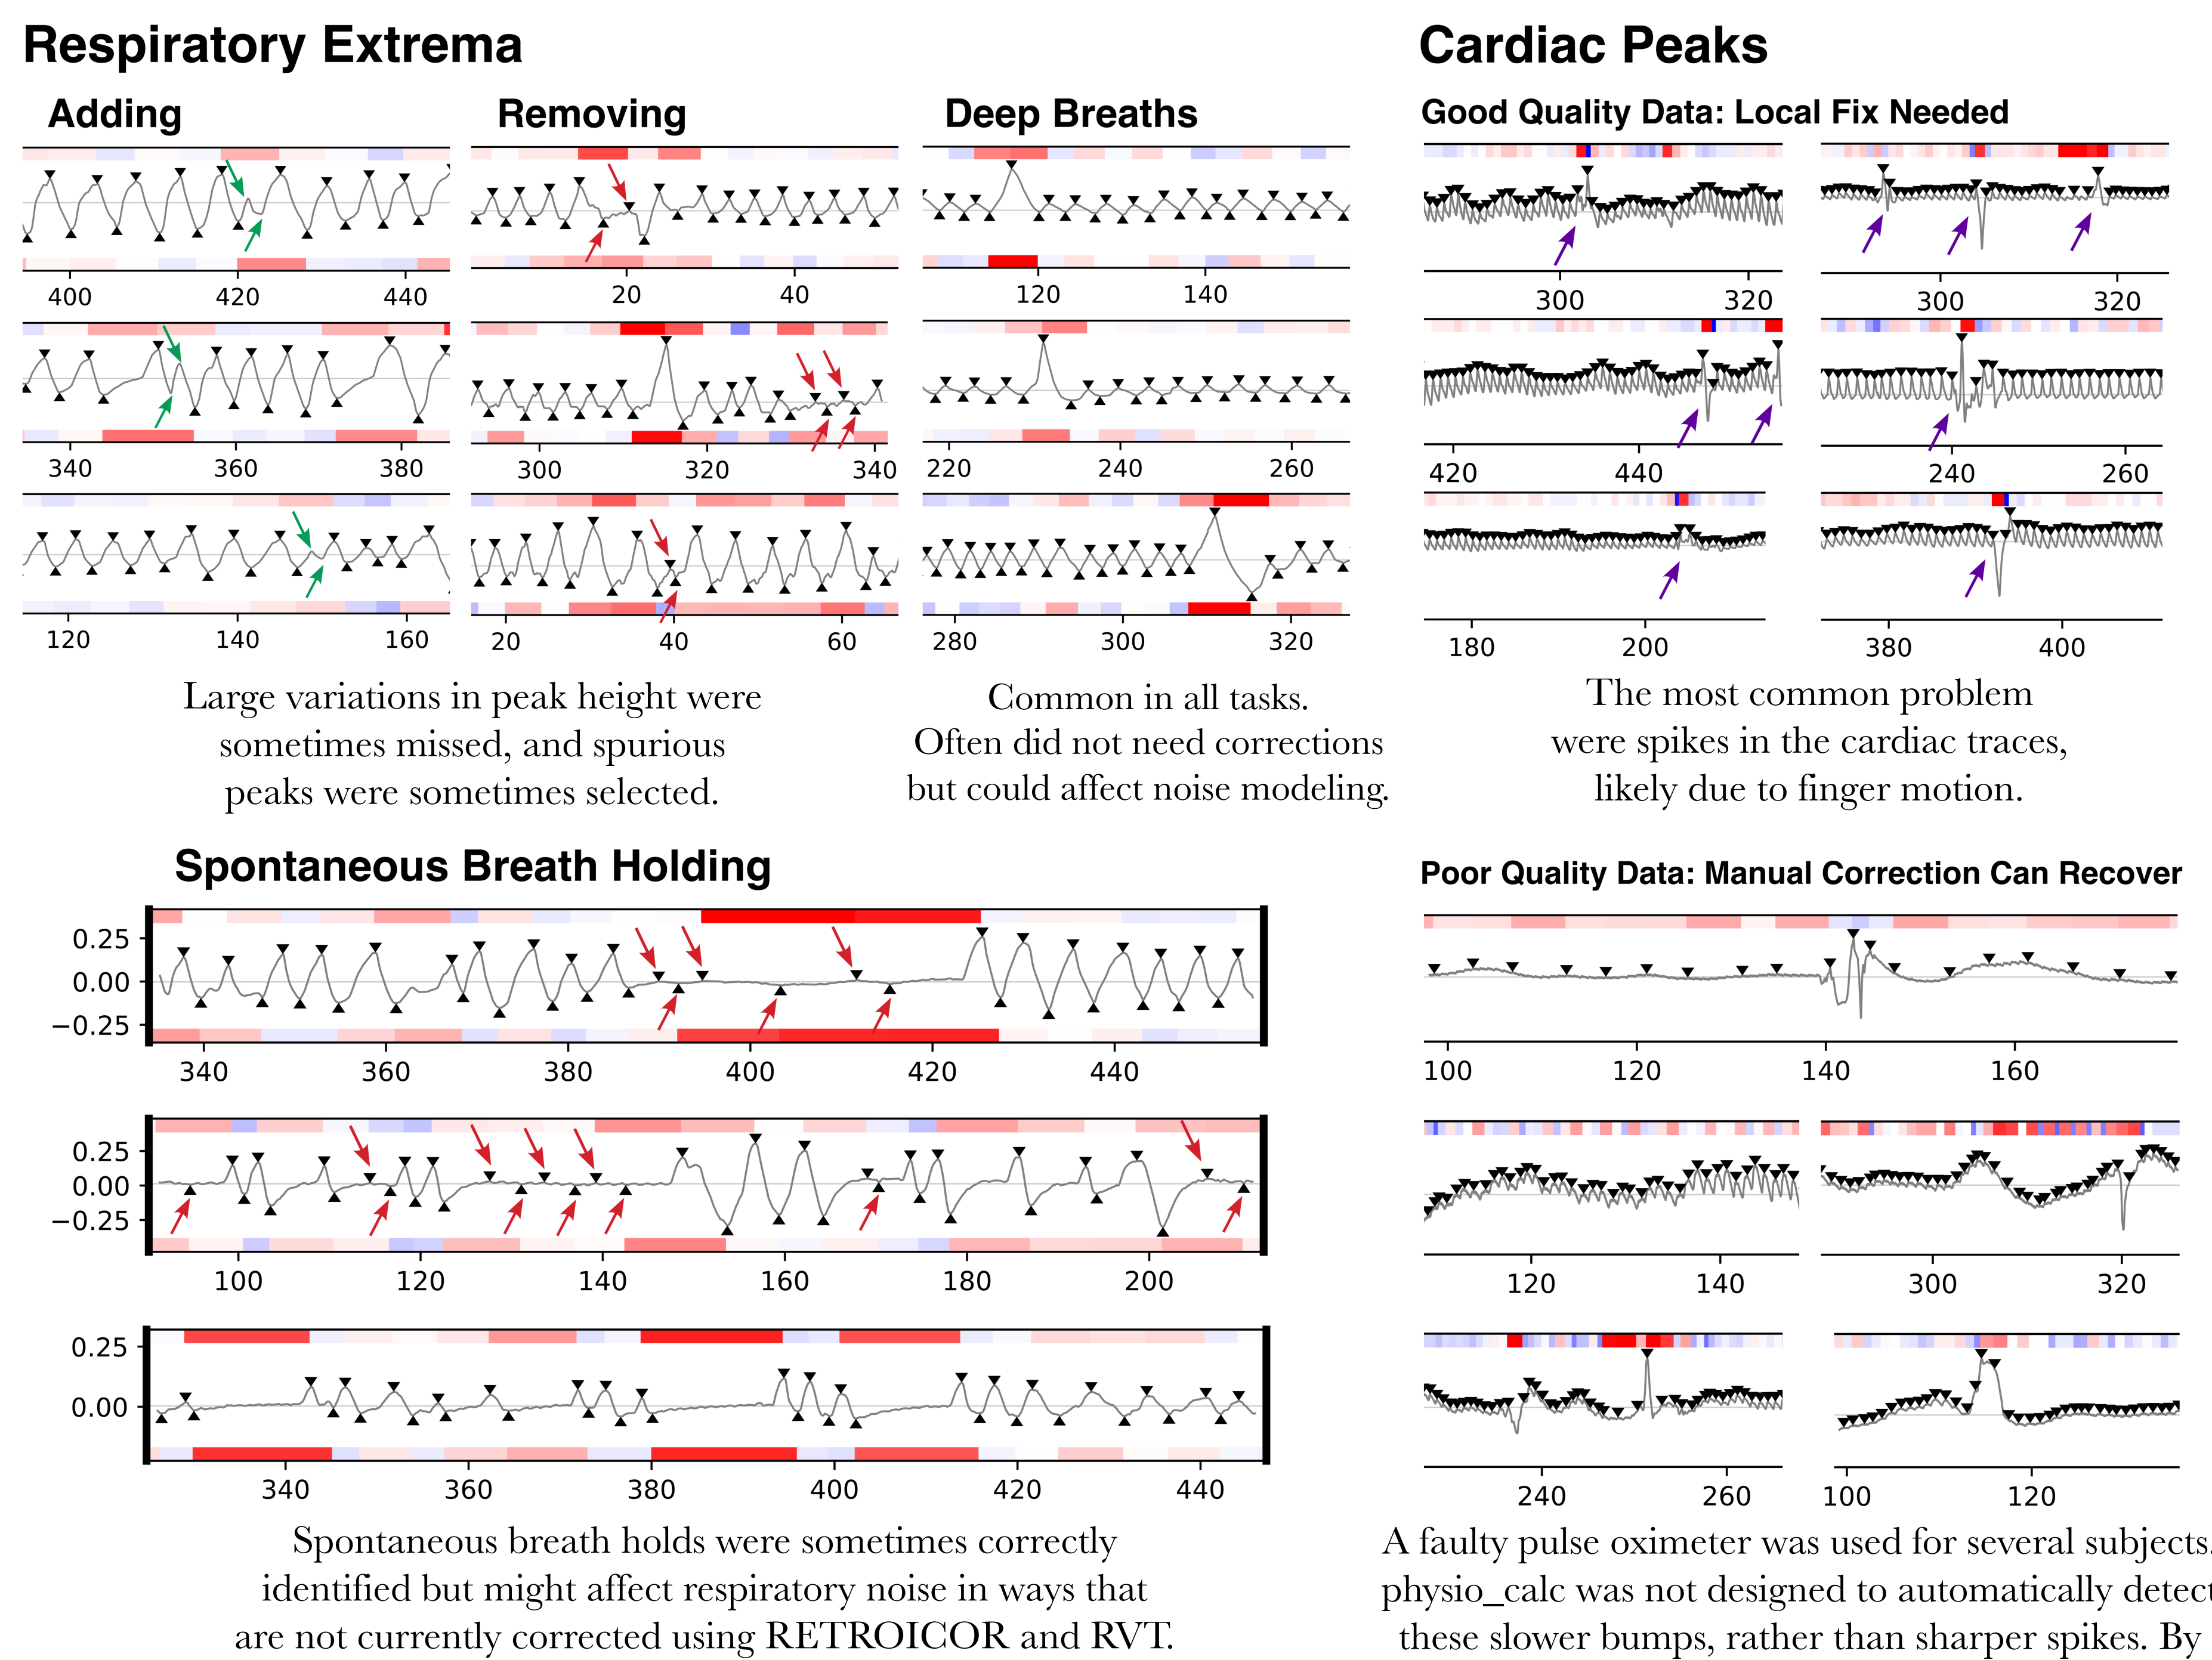 Respiratory Extrema
Adding
Removing
Deep Breaths
400 420 440
20 40
120 140
340 360 380
300 320 340
220 240 260
120 140 160
20 40 60
280 300 320
Large variations in peak height were
sometimes missed, and spurious
peaks were sometimes selected.
Common in all tasks.
Often did not need corrections
but could affect noise modeling.
Cardiac Peaks
Good Quality Data: Local Fix Needed
300 320
300 320
420 440
240 260
180 200
380 400
The most common problem
were spikes in the cardiac traces,
likely due to finger motion.
Spontaneous Breath Holding
0.25
0.00
−0.25
340 360 380 400 420 440
0.25
0.00
−0.25
100 120 140 160 180 200
0.25
0.00
340 360 380 400 420 440
Spontaneous breath holds were sometimes correctly
identified but might affect respiratory noise in ways that
are not currently corrected using RETROICOR and RVT.
Poor Quality Data: Manual Correction Can Recover
100 120 140 160
120 140
300 320
240 260
100 120
A faulty pulse oximeter was used for several subjects.
physio_calc was not designed to automatically detect
these slower bumps, rather than sharper spikes. By